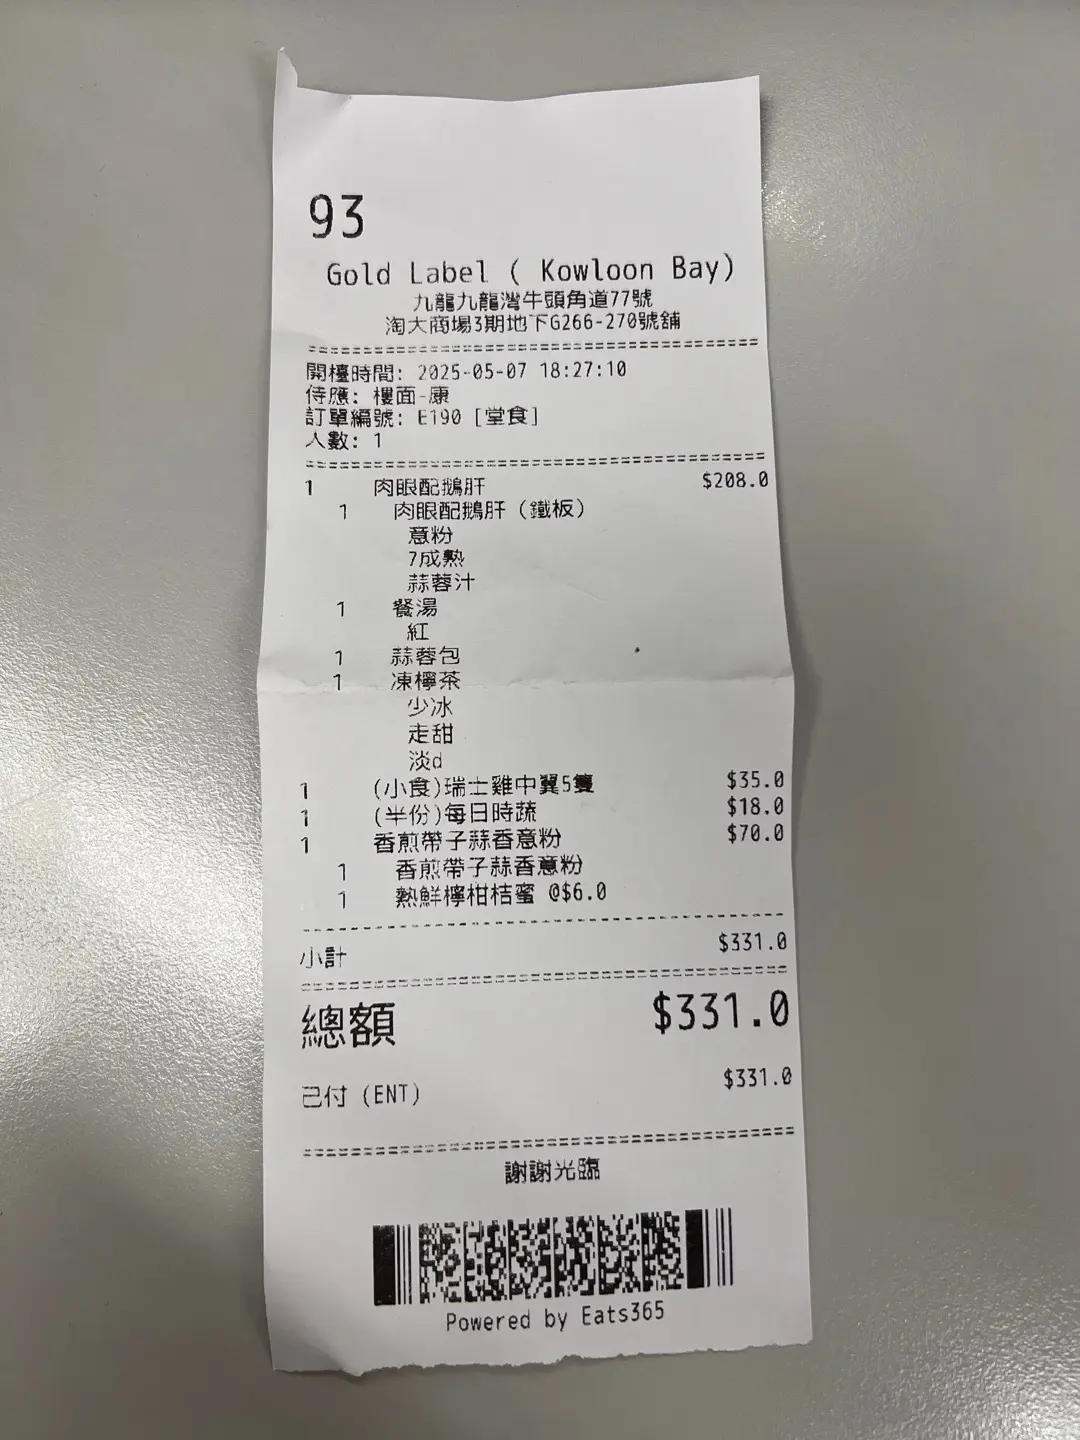 93
Gold Label ( Kowloon Bay)
九龍九龍灣牛頭角道77號
淘大商場3期地下G266-270號舖
開檯時間: 2025-05-07 18:27:10
侍應: 樓面-康
訂單編號: E190 [堂食]
人數: 1
1 肉眼配鵝肝 $208.0
1 肉眼配鵝肝 (鐵板)
意粉
7成熟
蒜蓉汁
1 餐湯
紅
1 蒜蓉包
1 凍檸茶
少冰
走甜
淡d
1 (小食)瑞士雞中翼5隻 $35.0
1 (半份)每日時蔬 $18.0
1 香煎帶子蒜香意粉 $70.0
1 香煎帶子蒜香意粉
1 熱鮮檸柑桔蜜 @$6.0
小計 $331.0
總額 $331.0
已付 (ENT) $331.0
謝謝光臨
Powered by Eats365